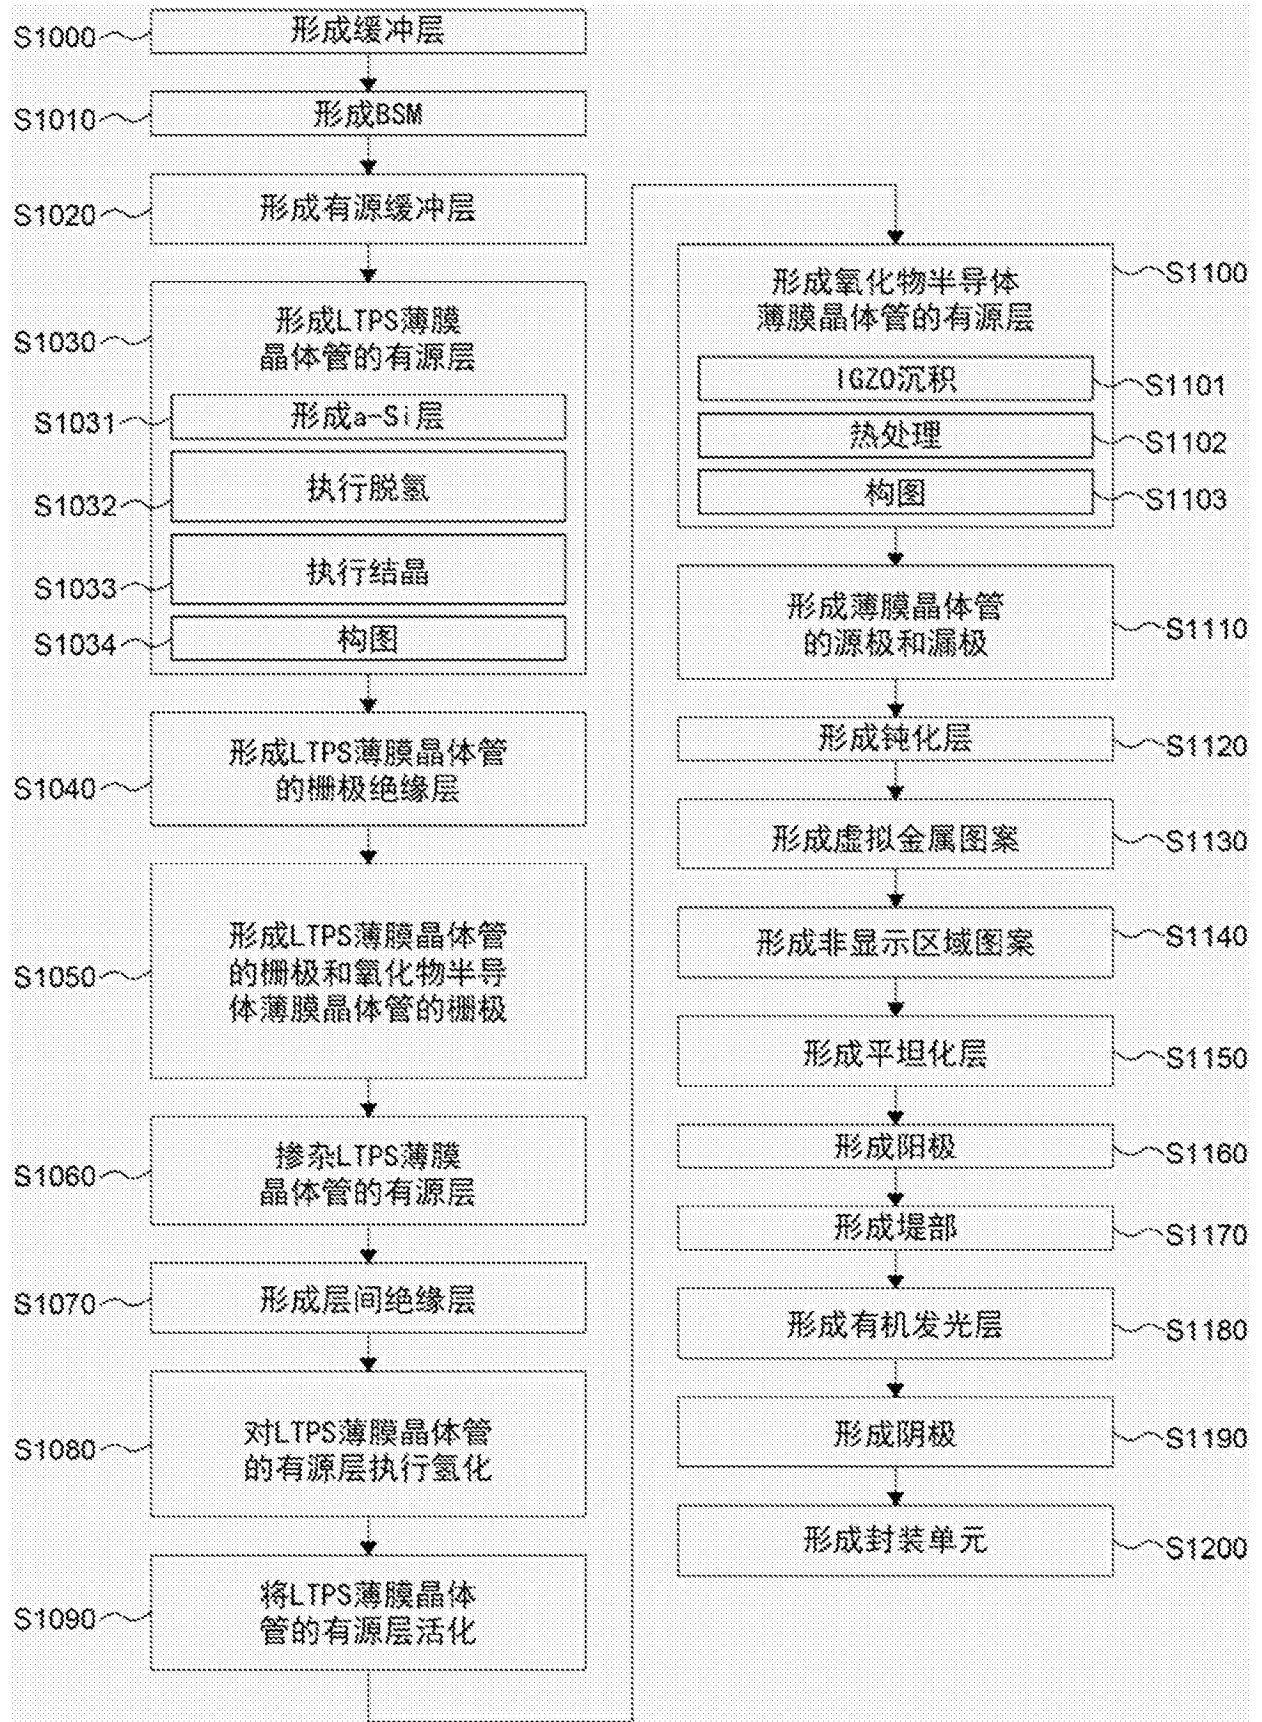 S1000
形成缓冲层
S1010
形成BSM
S1020
形成有源缓冲层
S1030
形成LTPS薄膜
晶体管的有源层
S1031
形成a-Si层
S1032
执行脱氢
S1033
执行结晶
S1034
构图
S1040
形成LTPS薄膜晶体管
的栅极绝缘层
S1050
形成LTPS薄膜晶体管
的栅极和氧化物半导
体薄膜晶体管的栅极
S1060
掺杂LTPS薄膜
晶体管的有源层
S1070
形成层间绝缘层
S1080
对LTPS薄膜晶体管
的有源层执行氢化
S1090
将LTPS薄膜晶体
管的有源层活化
形成氧化物半导体
薄膜晶体管的有源层
S1100
IGZO沉积
S1101
热处理
S1102
构图
S1103
形成薄膜晶体管
的源极和漏极
S1110
形成钝化层
S1120
形成虚拟金属图案
S1130
形成非显示区域图案
S1140
形成平坦化层
S1150
形成阳极
S1160
形成堤部
S1170
形成有机发光层
S1180
形成阴极
S1190
形成封装单元
S1200